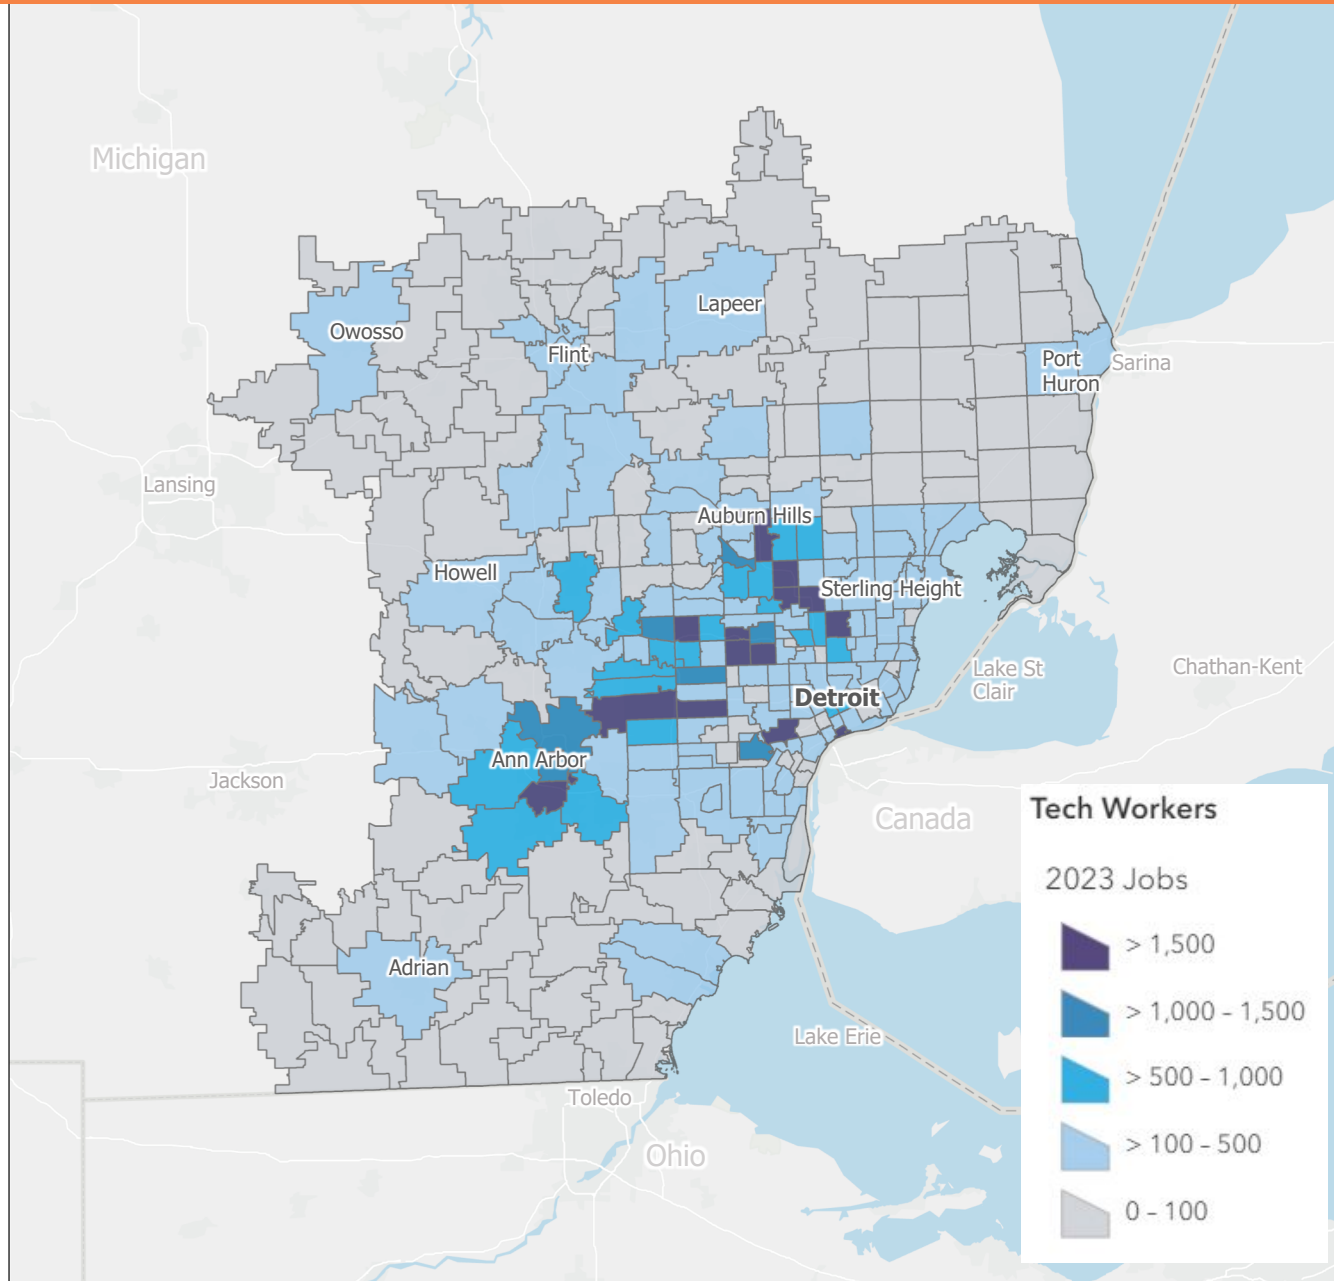 Michigan
Lapeer
Owosso
Flint
Port
Huron
Sarina
Lansing
Auburn Hills
Howell
Sterling Height
Lake St
Clair
Chathan-Kent
Detroit
Ann Arbor
Jackson
Canada
Adrian
Lake Erie
Toledo
Ohio
Tech Workers
2023 Jobs
> 1,500
> 1,000 - 1,500
> 500 - 1,000
> 100 - 500
0 - 100